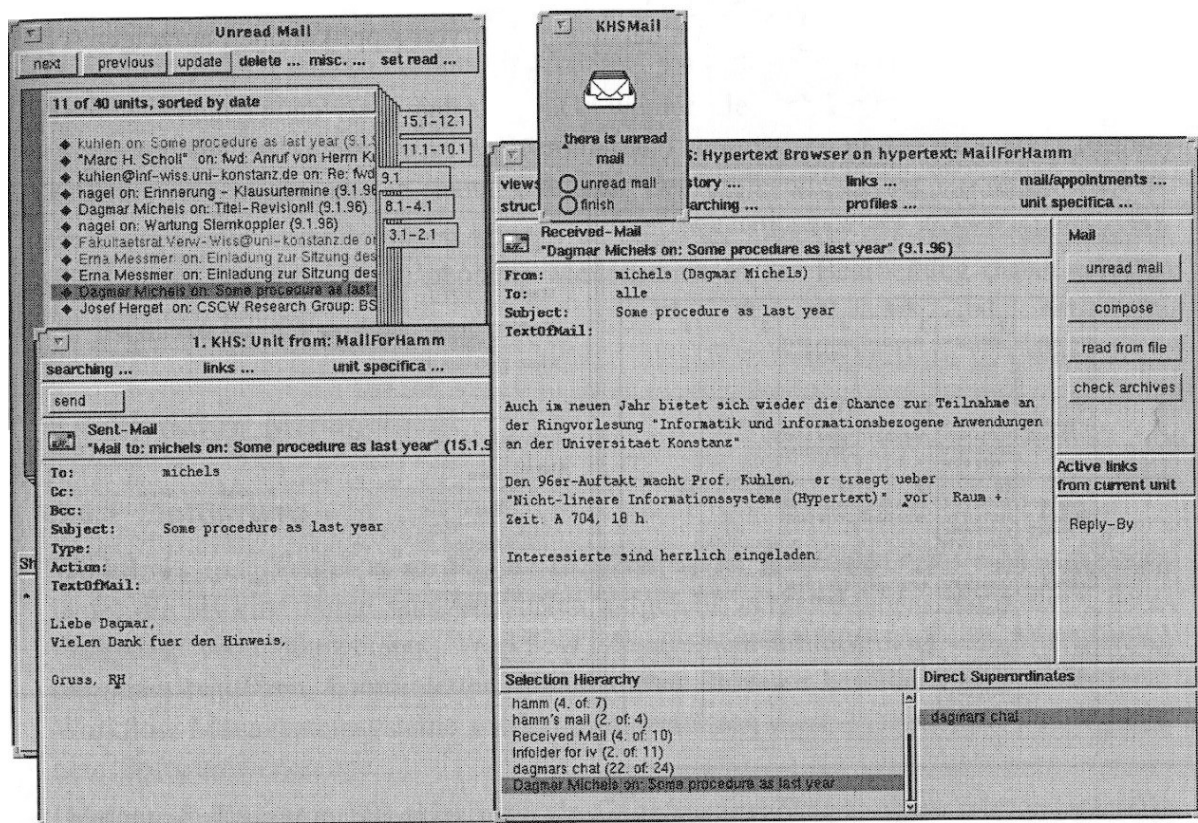 Unread Mail
next previous update delete ... misc. ... set read ...
11 of 40 units, sorted by date
kuhlen on: Some procedure as last year (9.1.9
"Marc H. Scholl" on: fwd: Anruf von Herrn Ku
kuhlen@inf-wiss.uni-konstanz.de on: Re: fwd
nagel on: Erinnerung - Klausurtermine (9.1.96
Dagmar Michels on: Titel-Revision!! (9.1.96)
nagel on: Wartung Sternkoppler (9.1.96)
Fakultaetsrat.Verw-Wiss@uni-konstanz.de on
Erna Messmer on: Einladung zur Sitzung des
Erna Messmer on: Einladung zur Sitzung des
Dagmar Michels on: Some procedure as last
Josef Herget on: CSCW Research Group: BS
15.1-12.1
11.1-10.1
9.1
8.1-4.1
3.1-2.1
Sh
KHSMail
there is unread
mail
unread mail
finish
1. KHS: Unit from: MailForHamm
searching ... links ... unit specifica ...
send
Sent-Mail
"Mail to: michels on: Some procedure as last year" (15.1.9
To: michels
Cc:
Bcc:
Subject: Some procedure as last year
Type:
Action:
TextOfMail:
Liebe Dagmar,
Vielen Dank fuer den Hinweis,
Gruss, RH
S: Hypertext Browser on hypertext: MailForHamm
views story ... links ... mail/appointments ...
struc arching ... profiles ... unit specifica ...
Received-Mail
"Dagmar Michels on: Some procedure as last year" (9.1.96)
From: michels (Dagmar Michels)
To: alle
Subject: Some procedure as last year
TextOfMail:
Auch im neuen Jahr bietet sich wieder die Chance zur Teilnahme an
der Ringvorlesung "Informatik und informationsbezogene Anwendungen
an der Universitaet Konstanz"
Den 96er-Auftakt macht Prof. Kuhlen, er traegt ueber
"Nicht-lineare Informationssysteme (Hypertext)" vor. Raum +
Zeit: A 704, 18 h.
Interessierte sind herzlich eingeladen.
Mail
unread mail
compose
read from file
check archives
Active links
from current unit
Reply-By
Selection Hierarchy
hamm (4. of: 7)
hamm's mail (2. of: 4)
Received Mail (4. of: 10)
Infolder for iv (2. of: 11)
dagmars chat (22. of: 24)
Dagmar Michels on: Some procedure as last year
Direct Superordinates
dagmars chat